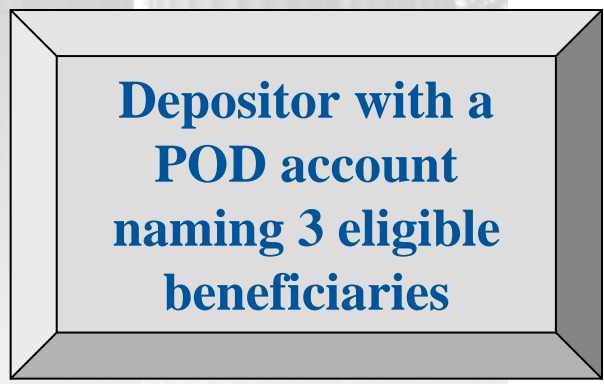 Depositor with a
POD account
naming 3 eligible
beneficiaries